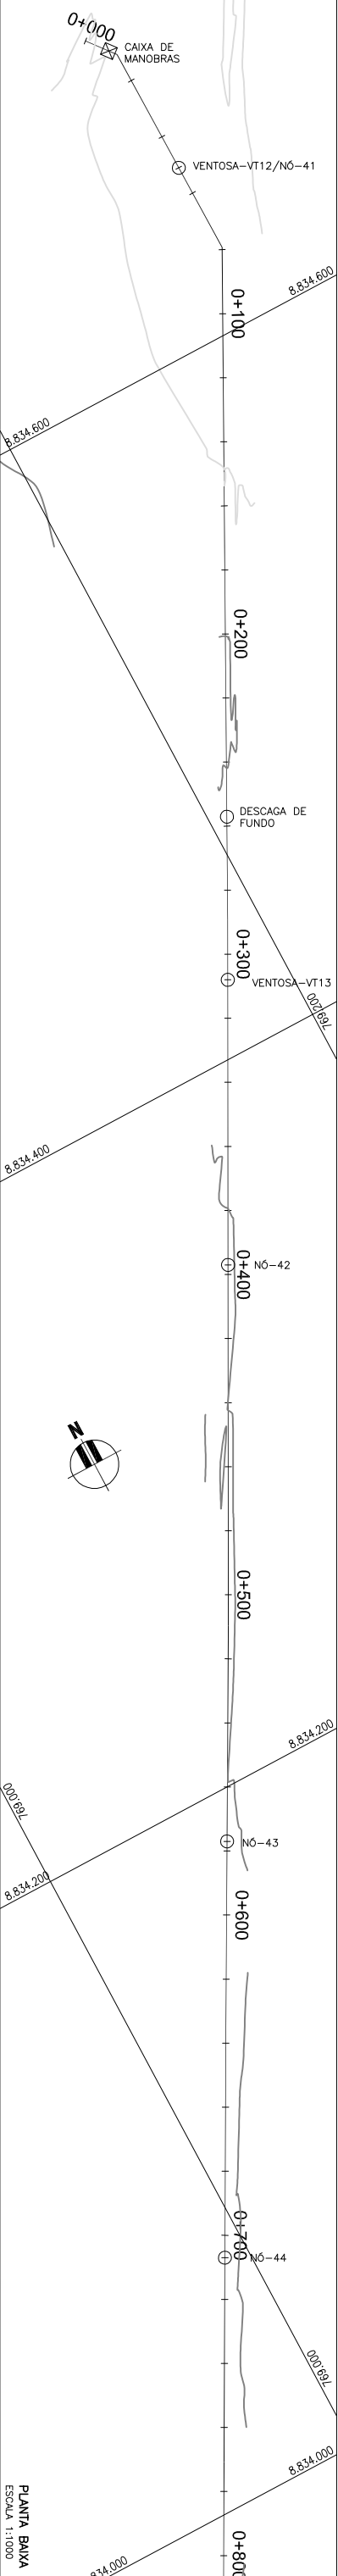 0+000
CAIXA DE
MANOBRAS
VENTOSA-VT12/NÓ-41
8.834.600
0+100
8.834.600
0+200
DESCAGA DE
FUNDO
0+300
VENTOSA-VT13
769.200
8.834.400
0+400
NÓ-42
N
0+500
8.834.200
769.000
NÓ-43
8.834.200
0+600
0+700
NÓ-44
769.000
8.834.000
PLANTA BAIXA
ESCALA 1:1000
834.000
0+80